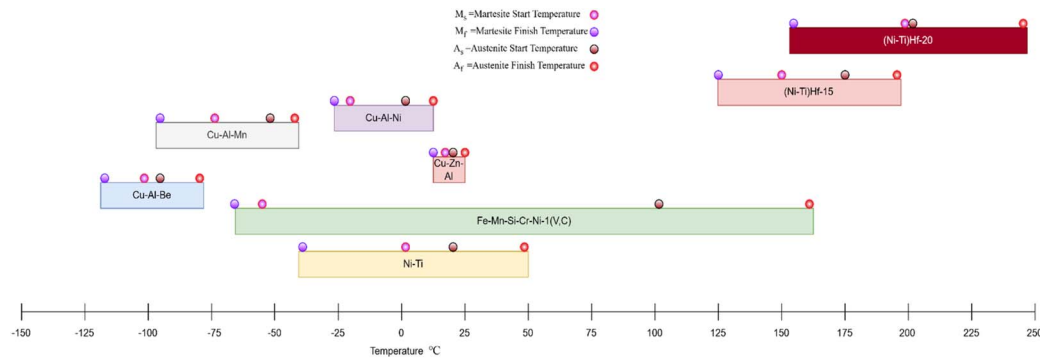 Ms =Martesite Start Temperature
Mf =Martesite Finish Temperature
As =Austenite Start Temperature
Af =Austenite Finish Temperature
(Ni-Ti)Hf-20
(Ni-Ti)Hf-15
Cu-Al-Ni
Cu-Al-Mn
Cu-Zn-
Al
Cu-Al-Be
Fe-Mn-Si-Cr-Ni-1(V,C)
Ni-Ti
-150 -125 -100 -75 -50 -25 0 25 50 75 100 125 150 175 200 225 250
Temperature °C